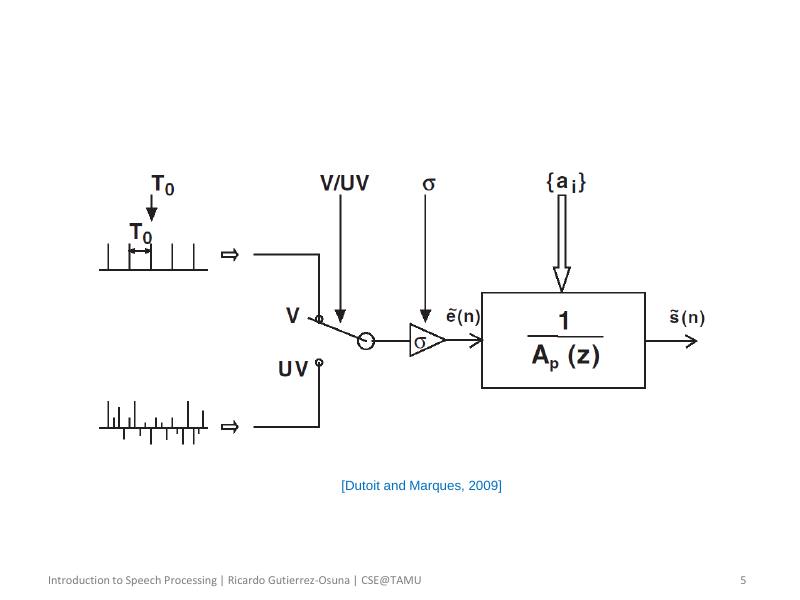 T0 V/UV σ {a i}
T0
V
UV
σ
ẽ(n)
1
Ap (z)
s̃(n)
[Dutoit and Marques, 2009]
Introduction to Speech Processing | Ricardo Gutierrez-Osuna | CSE@TAMU 5